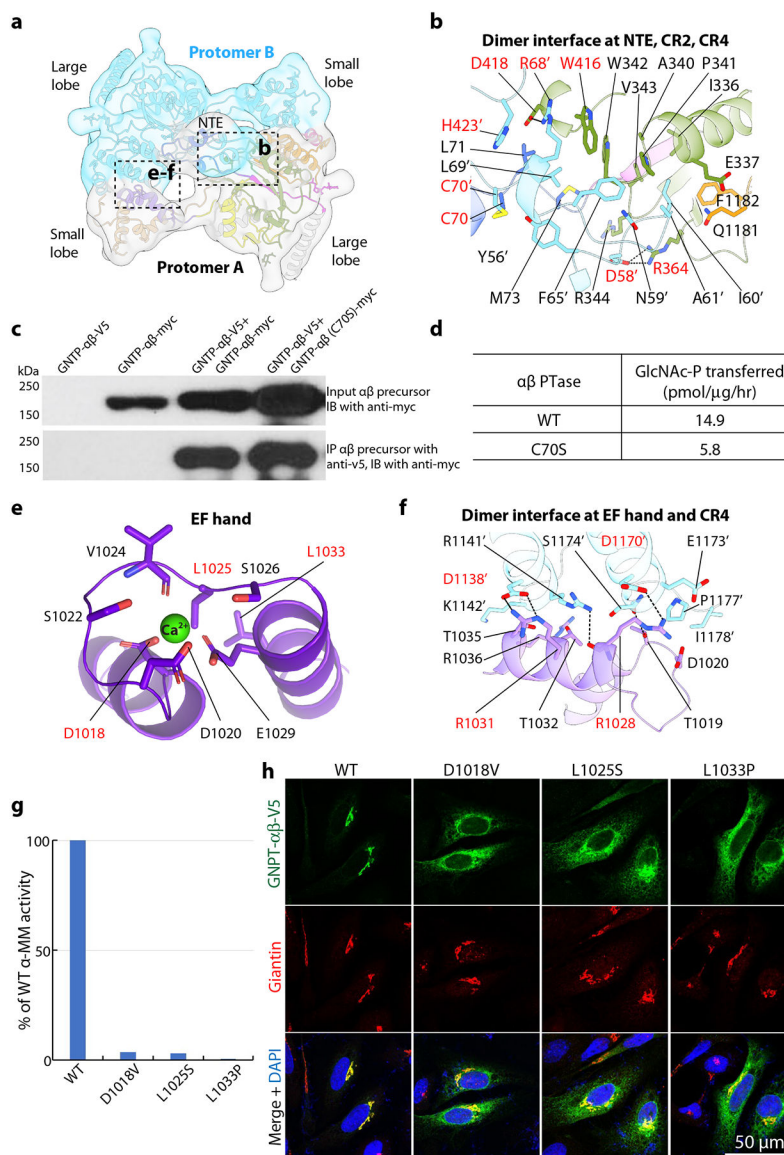 a
Protomer B
Large
lobe
Small
lobe
NTE
b
e-f
Small
lobe
Protomer A
Large
lobe
b
Dimer interface at NTE, CR2, CR4
D418 R68′ W416 W342 A340 P341
V343 I336
H423′
L71
L69′
C70′
C70
E337
F1182
Q1181
Y56′
D58′ R364
M73 F65′ R344 N59′ A61′ I60′
c
GNTP-αβ-V5
GNTP-αβ-myc
GNTP-αβ-V5+
GNTP-αβ-myc
GNTP-αβ-V5+
GNTP-αβ (C70S)-myc
kDa
250
150
Input αβ precursor
IB with anti-myc
250
150
IP αβ precursor with
anti-v5, IB with anti-myc
d
αβ PTase GlcNAc-P transferred
(pmol/µg/hr)
WT 14.9
C70S 5.8
e
EF hand
V1024 L1025 S1026 L1033
S1022
Ca2+
D1018 D1020 E1029
f
Dimer interface at EF hand and CR4
R1141′ S1174′ D1170′ E1173′
D1138′
K1142′ P1177′
T1035 I1178′
R1036 D1020
R1031 T1032 R1028 T1019
g
% of WT α-MM activity
100
50
0
WT
D1018V
L1025S
L1033P
h
WT D1018V L1025S L1033P
GNPT-αβ-V5
Giantin
Merge + DAPI
50 µm